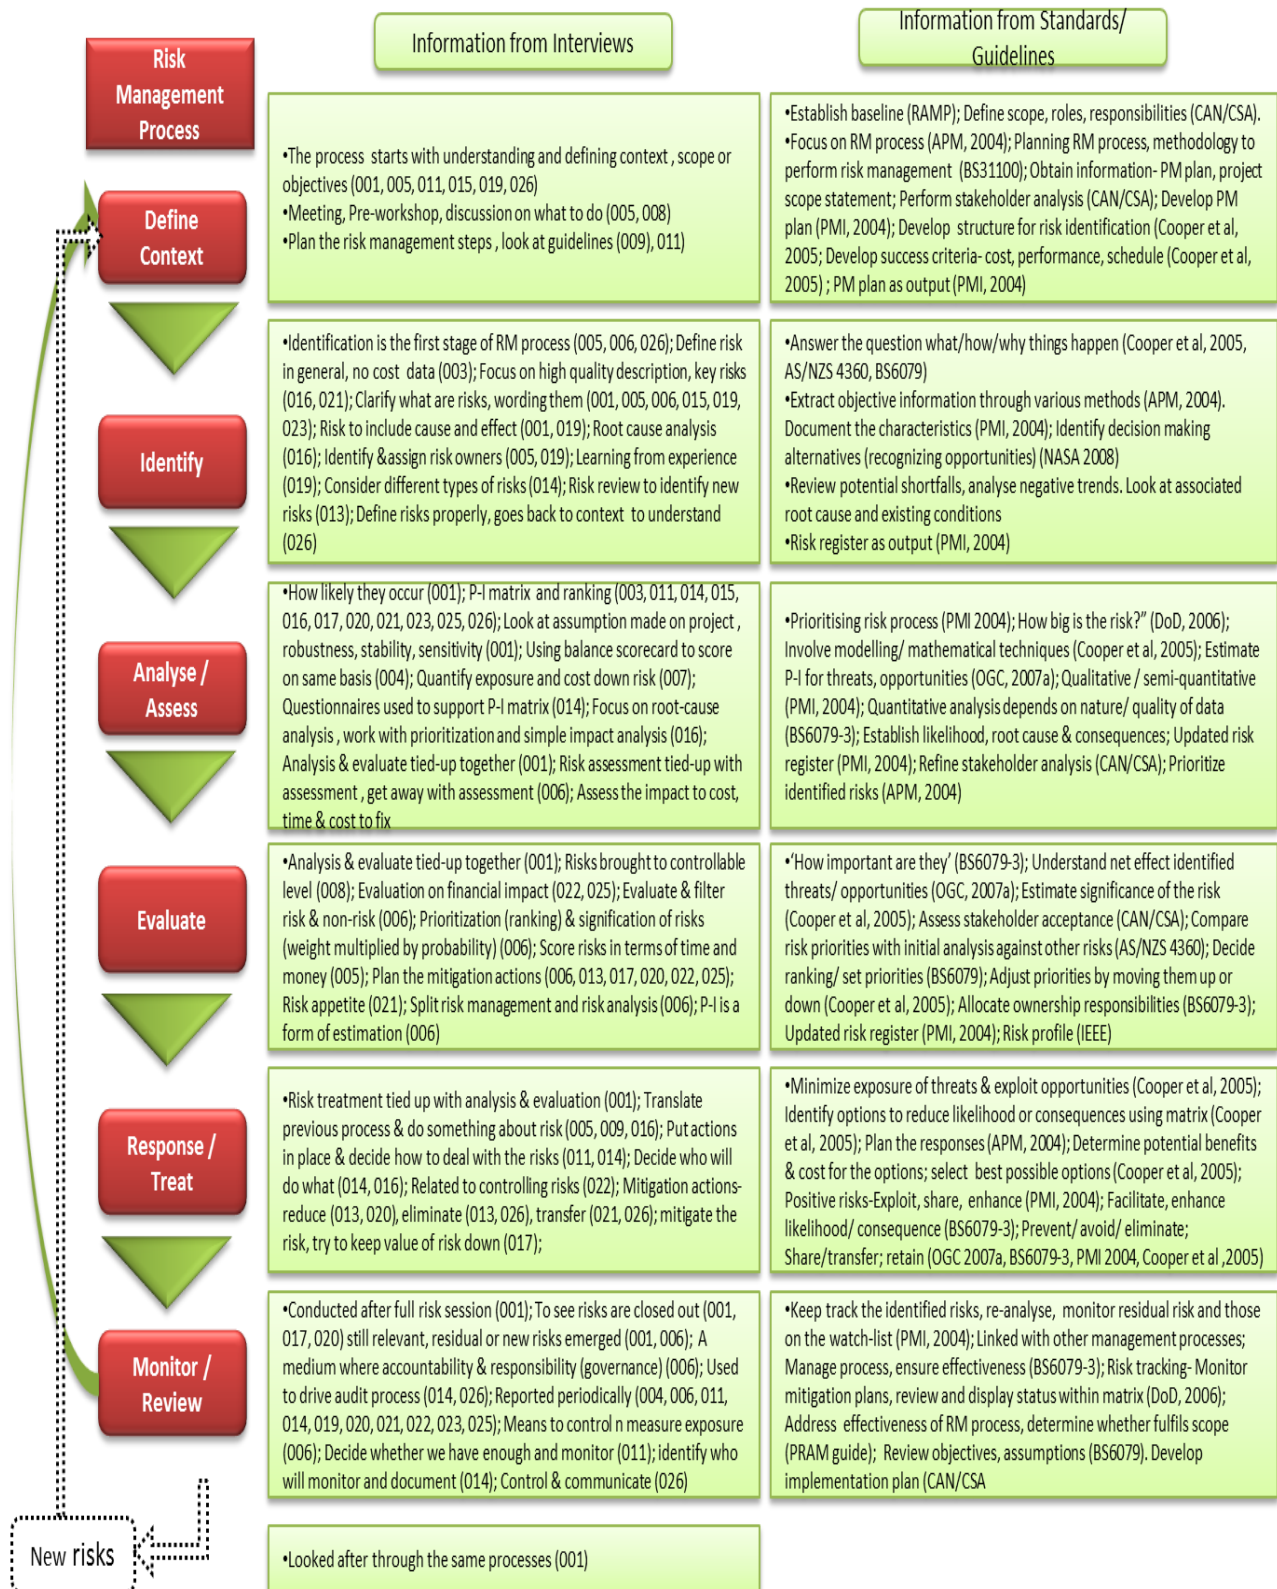 Risk
Management
Process
Information from Interviews
Information from Standards/
Guidelines
Define
Context
•The process starts with understanding and defining context , scope or
objectives (001, 005, 011, 015, 019, 026)
•Meeting, Pre-workshop, discussion on what to do (005, 008)
•Plan the risk management steps , look at guidelines (009), 011)
•Establish baseline (RAMP); Define scope, roles, responsibilities (CAN/CSA).
•Focus on RM process (APM, 2004); Planning RM process, methodology to
perform risk management (BS31100); Obtain information- PM plan, project
scope statement; Perform stakeholder analysis (CAN/CSA); Develop PM
plan (PMI, 2004); Develop structure for risk identification (Cooper et al,
2005; Develop success criteria- cost, performance, schedule (Cooper et al,
2005) ; PM plan as output (PMI, 2004)
Identify
•Identification is the first stage of RM process (005, 006, 026); Define risk
in general, no cost data (003); Focus on high quality description, key risks
(016, 021); Clarify what are risks, wording them (001, 005, 006, 015, 019,
023); Risk to include cause and effect (001, 019); Root cause analysis
(016); Identify &assign risk owners (005, 019); Learning from experience
(019); Consider different types of risks (014); Risk review to identify new
risks (013); Define risks properly, goes back to context to understand
(026)
•Answer the question what/how/why things happen (Cooper et al, 2005,
AS/NZS 4360, BS6079)
•Extract objective information through various methods (APM, 2004).
Document the characteristics (PMI, 2004); Identify decision making
alternatives (recognizing opportunities) (NASA 2008)
•Review potential shortfalls, analyse negative trends. Look at associated
root cause and existing conditions
•Risk register as output (PMI, 2004)
Analyse /
Assess
•How likely they occur (001); P-I matrix and ranking (003, 011, 014, 015,
016, 017, 020, 021, 023, 025, 026); Look at assumption made on project ,
robustness, stability, sensitivity (001); Using balance scorecard to score
on same basis (004); Quantify exposure and cost down risk (007);
Questionnaires used to support P-I matrix (014); Focus on root-cause
analysis , work with prioritization and simple impact analysis (016);
Analysis & evaluate tied-up together (001); Risk assessment tied-up with
assessment , get away with assessment (006); Assess the impact to cost,
time & cost to fix
•Prioritising risk process (PMI 2004); How big is the risk?” (DoD, 2006);
Involve modelling/ mathematical techniques (Cooper et al, 2005); Estimate
P-I for threats, opportunities (OGC, 2007a); Qualitative / semi-quantitative
(PMI, 2004); Quantitative analysis depends on nature/ quality of data
(BS6079-3); Establish likelihood, root cause & consequences; Updated risk
register (PMI, 2004); Refine stakeholder analysis (CAN/CSA); Prioritize
identified risks (APM, 2004)
Evaluate
•Analysis & evaluate tied-up together (001); Risks brought to controllable
level (008); Evaluation on financial impact (022, 025); Evaluate & filter
risk & non-risk (006); Prioritization (ranking) & signification of risks
(weight multiplied by probability) (006); Score risks in terms of time and
money (005); Plan the mitigation actions (006, 013, 017, 020, 022, 025);
Risk appetite (021); Split risk management and risk analysis (006); P-I is a
form of estimation (006)
•‘How important are they’ (BS6079-3); Understand net effect identified
threats/ opportunities (OGC, 2007a); Estimate significance of the risk
(Cooper et al, 2005); Assess stakeholder acceptance (CAN/CSA); Compare
risk priorities with initial analysis against other risks (AS/NZS 4360); Decide
ranking/ set priorities (BS6079); Adjust priorities by moving them up or
down (Cooper et al, 2005); Allocate ownership responsibilities (BS6079-3);
Updated risk register (PMI, 2004); Risk profile (IEEE)
Response /
Treat
•Risk treatment tied up with analysis & evaluation (001); Translate
previous process & do something about risk (005, 009, 016); Put actions
in place & decide how to deal with the risks (011, 014); Decide who will
do what (014, 016); Related to controlling risks (022); Mitigation actions-
reduce (013, 020), eliminate (013, 026), transfer (021, 026); mitigate the
risk, try to keep value of risk down (017);
•Minimize exposure of threats & exploit opportunities (Cooper et al, 2005);
Identify options to reduce likelihood or consequences using matrix (Cooper
et al, 2005); Plan the responses (APM, 2004); Determine potential benefits
& cost for the options; select best possible options (Cooper et al, 2005);
Positive risks-Exploit, share, enhance (PMI, 2004); Facilitate, enhance
likelihood/ consequence (BS6079-3); Prevent/ avoid/ eliminate;
Share/transfer; retain (OGC 2007a, BS6079-3, PMI 2004, Cooper et al ,2005)
Monitor /
Review
•Conducted after full risk session (001); To see risks are closed out (001,
017, 020) still relevant, residual or new risks emerged (001, 006); A
medium where accountability & responsibility (governance) (006); Used
to drive audit process (014, 026); Reported periodically (004, 006, 011,
014, 019, 020, 021, 022, 023, 025); Means to control n measure exposure
(006); Decide whether we have enough and monitor (011); identify who
will monitor and document (014); Control & communicate (026)
•Keep track the identified risks, re-analyse, monitor residual risk and those
on the watch-list (PMI, 2004); Linked with other management processes;
Manage process, ensure effectiveness (BS6079-3); Risk tracking- Monitor
mitigation plans, review and display status within matrix (DoD, 2006);
Address effectiveness of RM process, determine whether fulfils scope
(PRAM guide); Review objectives, assumptions (BS6079). Develop
implementation plan (CAN/CSA
New risks
•Looked after through the same processes (001)